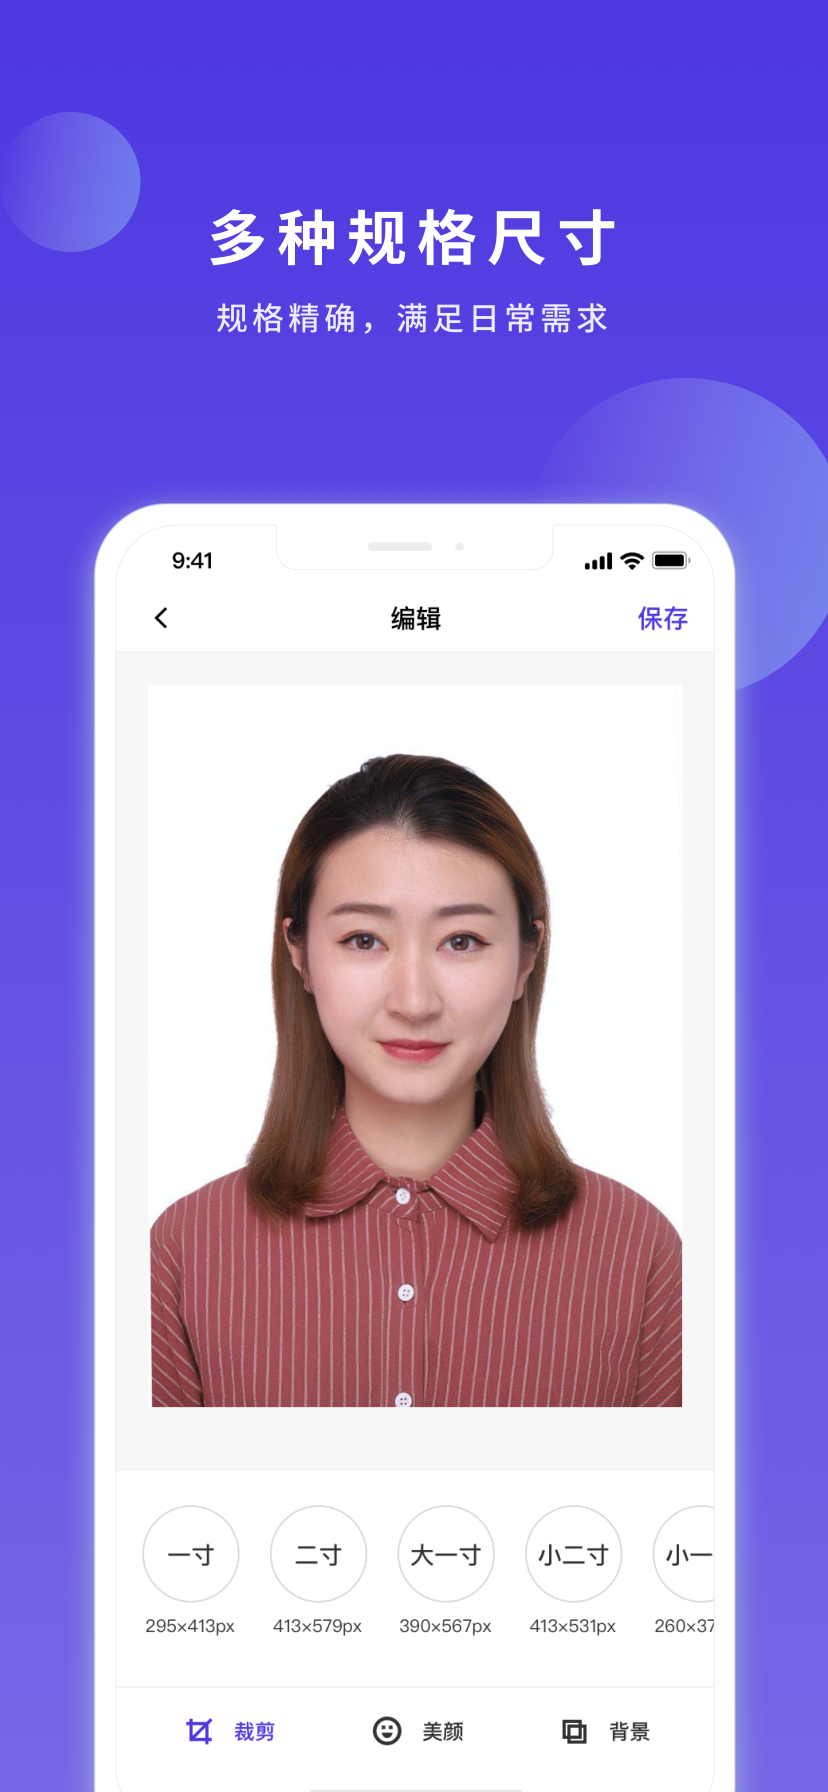 多种规格尺寸
规格精确，满足日常需求
9:41
编辑
保存
一寸
二寸
大一寸
小二寸
小一
295×413px
413×579px
390×567px
413×531px
260×37
裁剪
美颜
背景